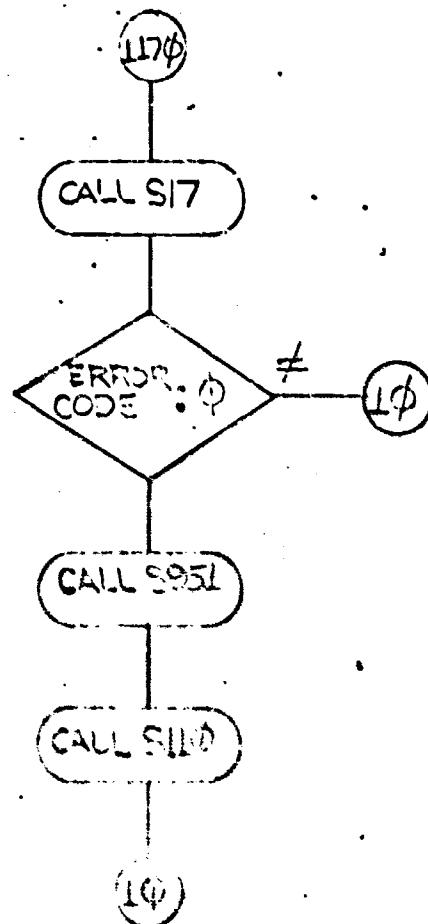 117φ
CALL S17
ERROR
CODE : φ
≠
1φ
CALL S951
CALL S11φ
1φ